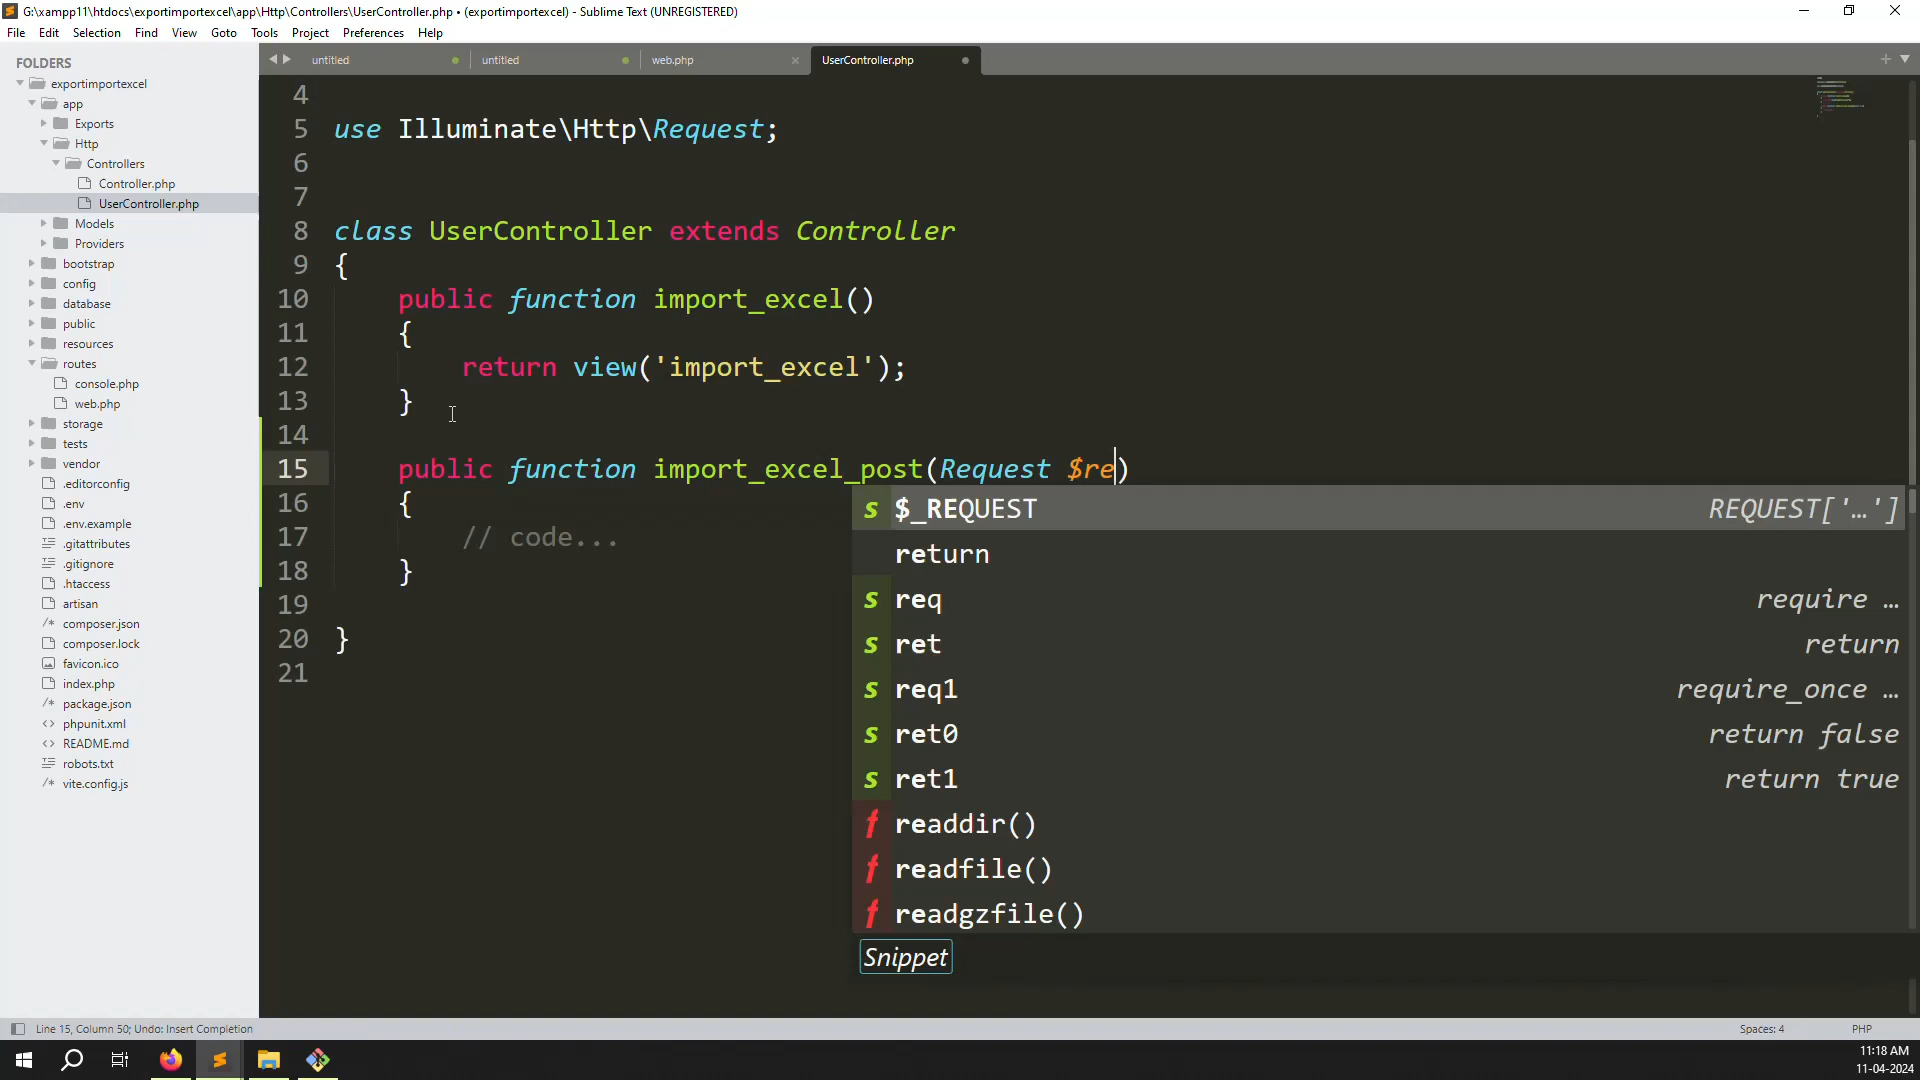 G:\xampp11\htdocs\exportimportexcel\app\Http\Controllers\UserController.php • (exportimportexcel) - Sublime Text (UNREGISTERED)
File Edit Selection Find View Goto Tools Project Preferences Help
FOLDERS
exportimportexcel
app
Exports
Http
Controllers
Controller.php
UserController.php
Models
Providers
bootstrap
config
database
public
resources
routes
console.php
web.php
storage
tests
vendor
.editorconfig
.env
.env.example
.gitattributes
.gitignore
.htaccess
artisan
composer.json
composer.lock
favicon.ico
index.php
package.json
phpunit.xml
README.md
robots.txt
vite.config.js
untitled untitled web.php UserController.php
4
5 use Illuminate\Http\Request;
6
7
8 class UserController extends Controller
9 {
10 public function import_excel()
11 {
12 return view('import_excel');
13 }
14
15 public function import_excel_post(Request $re)
16 {
17 // code...
18 }
19
20 }
21
s $_REQUEST REQUEST['…']
return
s req require …
s ret return
s req1 require_once …
s ret0 return false
s ret1 return true
f readdir()
f readfile()
f readgzfile()
Snippet
Line 15, Column 50; Undo: Insert Completion Spaces: 4 PHP
11:18 AM
11-04-2024